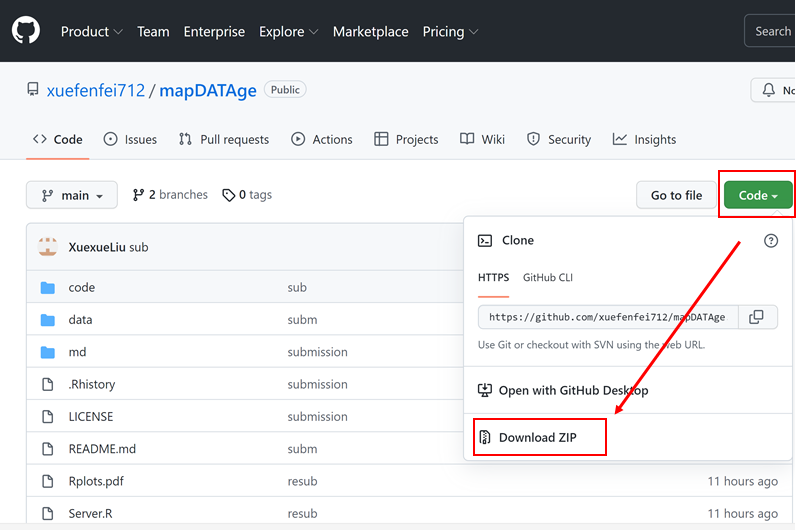 Product Team Enterprise Explore Marketplace Pricing Search
xuefenfei712 / mapDATAge Public
Code Issues Pull requests Actions Projects Wiki Security Insights
main 2 branches 0 tags Go to file Code
XuexueLiu sub
Clone
code sub
HTTPS GitHub CLI
data subm
https://github.com/xuefenfei712/mapDATAge
md submission
Use Git or checkout with SVN using the web URL.
.Rhistory submission
Open with GitHub Desktop
LICENSE submission
README.md subm
Download ZIP
Rplots.pdf resub 11 hours ago
Server.R resub 11 hours ago